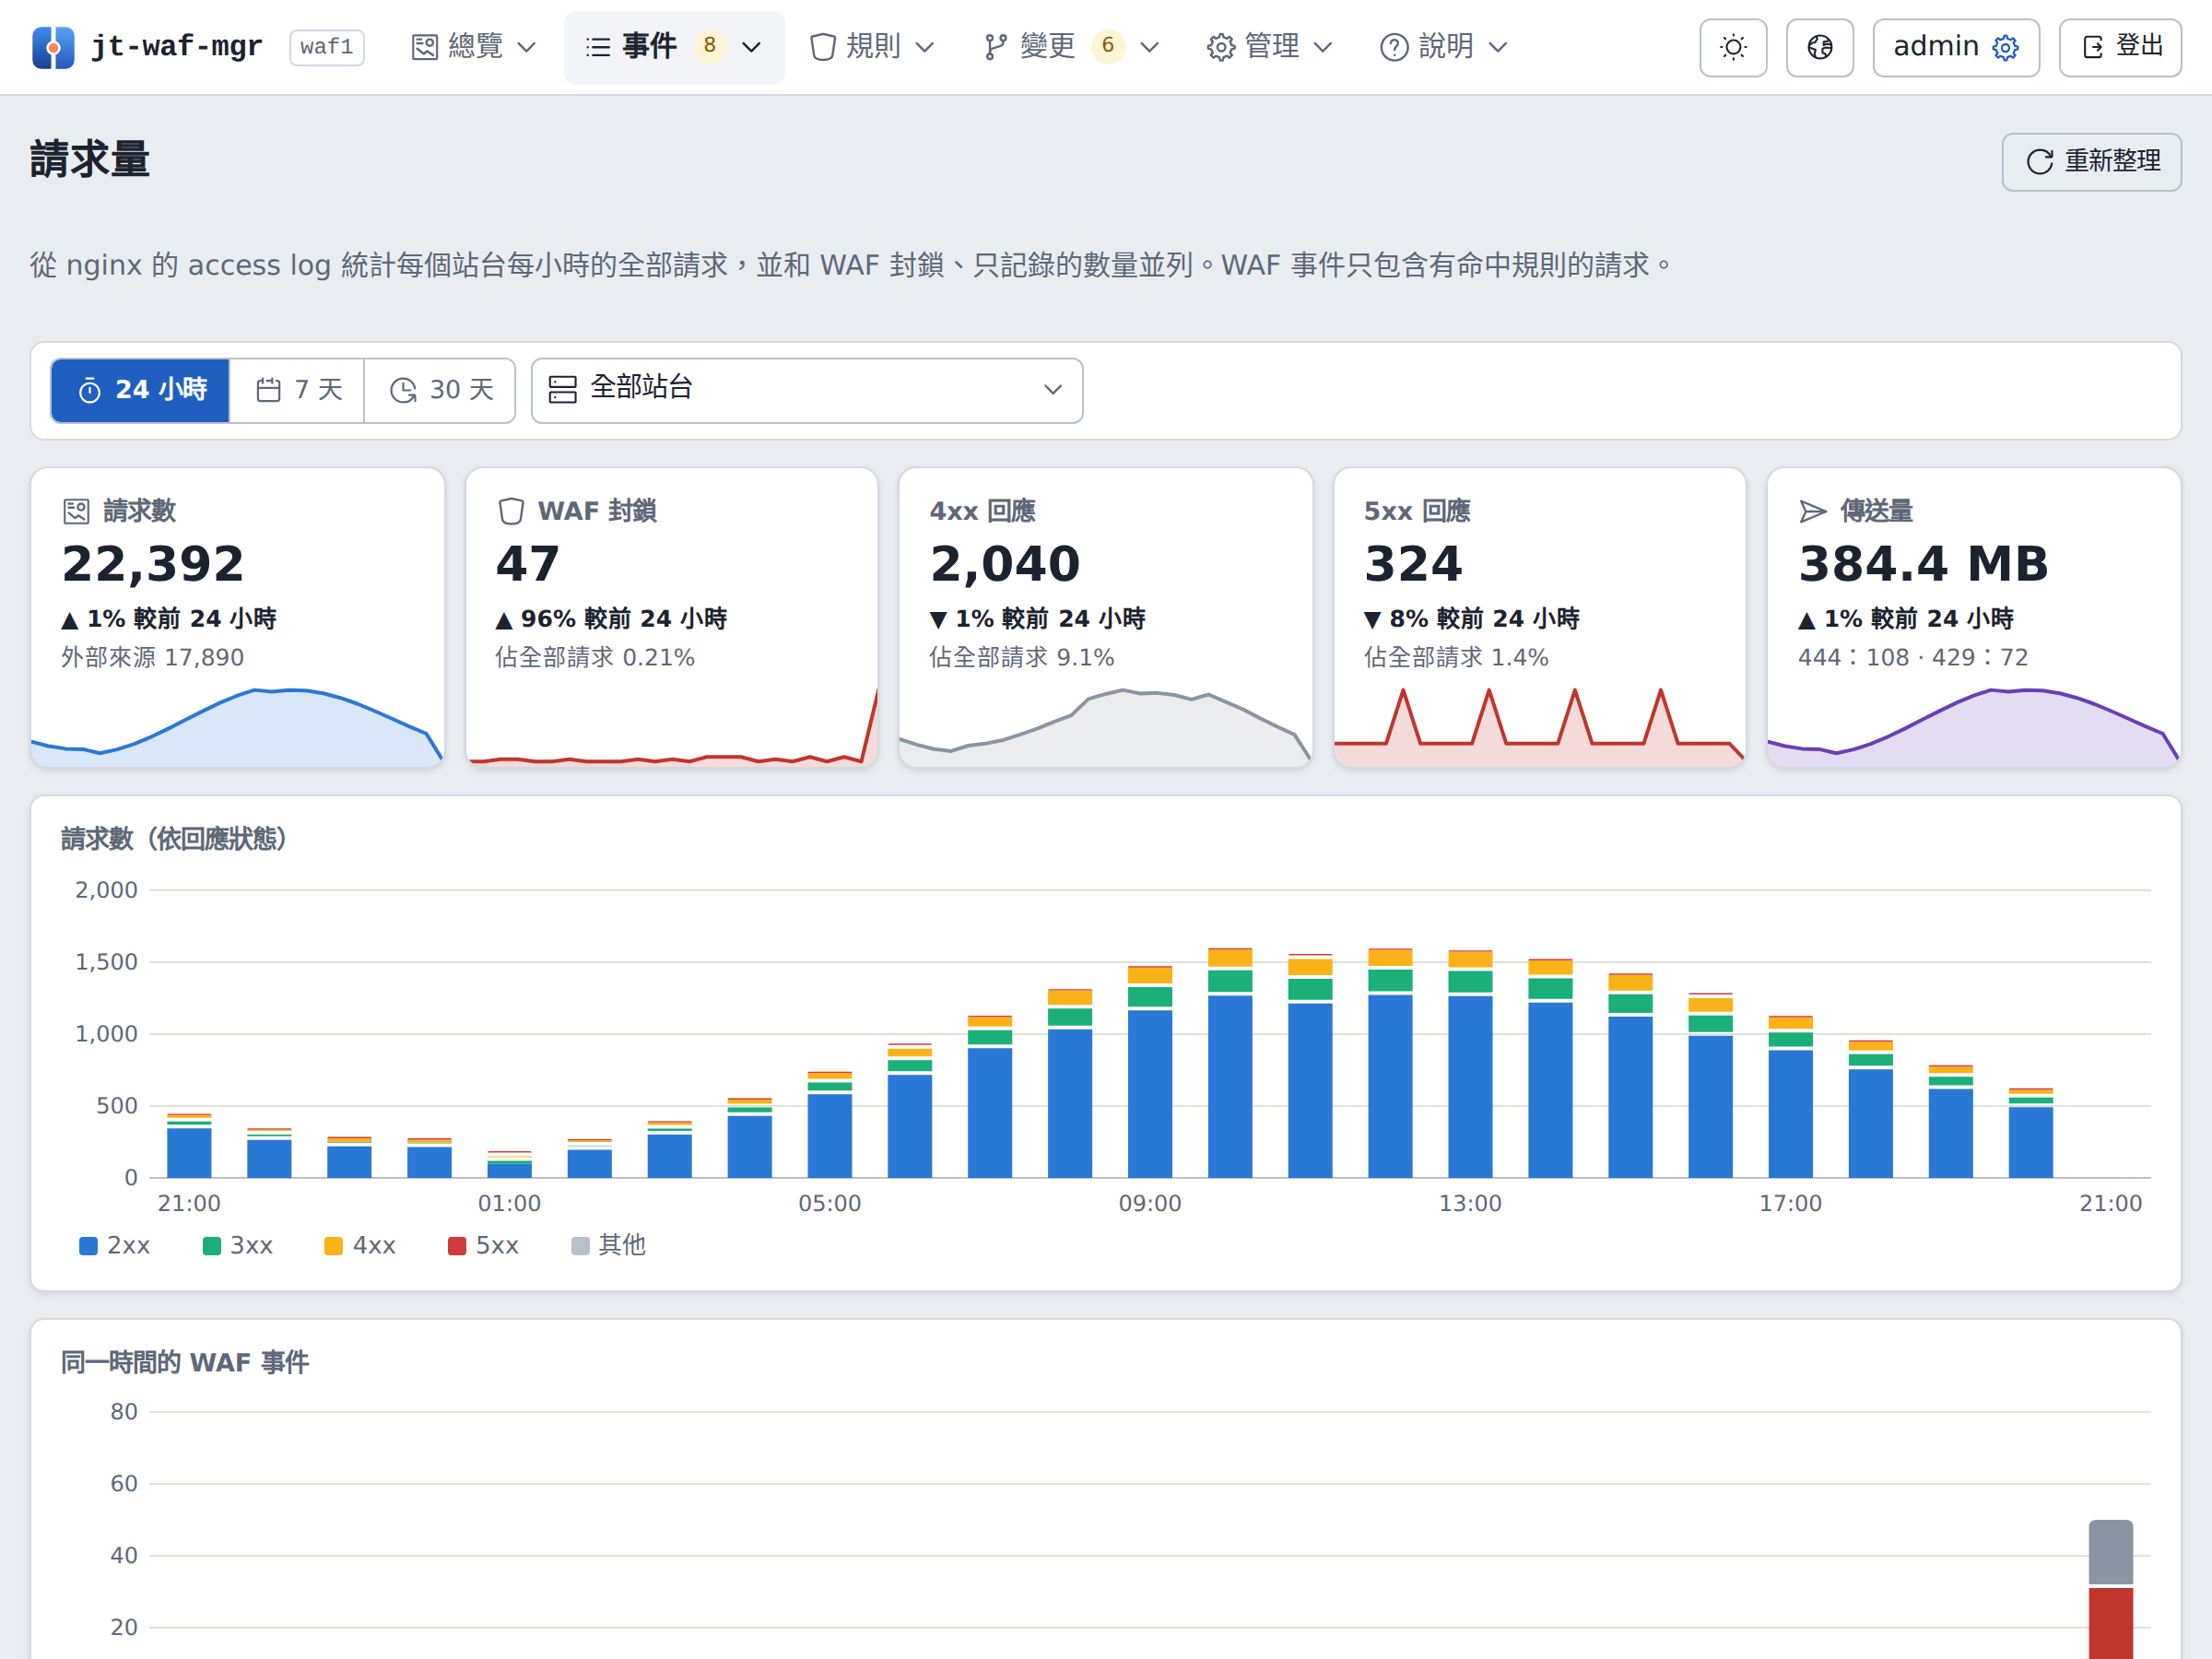 jt-waf-mgr waf1 總覽 事件 8 規則 變更 6 管理 說明 admin 登出
請求量 重新整理
從 nginx 的 access log 統計每個站台每小時的全部請求，並和 WAF 封鎖、只記錄的數量並列。WAF 事件只包含有命中規則的請求。
24 小時 7 天 30 天 全部站台
請求數
22,392
▲ 1% 較前 24 小時
外部來源 17,890
WAF 封鎖
47
▲ 96% 較前 24 小時
佔全部請求 0.21%
4xx 回應
2,040
▼ 1% 較前 24 小時
佔全部請求 9.1%
5xx 回應
324
▼ 8% 較前 24 小時
佔全部請求 1.4%
傳送量
384.4 MB
▲ 1% 較前 24 小時
444：108 · 429：72
請求數（依回應狀態）
2,000
1,500
1,000
500
0
21:00 01:00 05:00 09:00 13:00 17:00 21:00
2xx 3xx 4xx 5xx 其他
同一時間的 WAF 事件
80
60
40
20